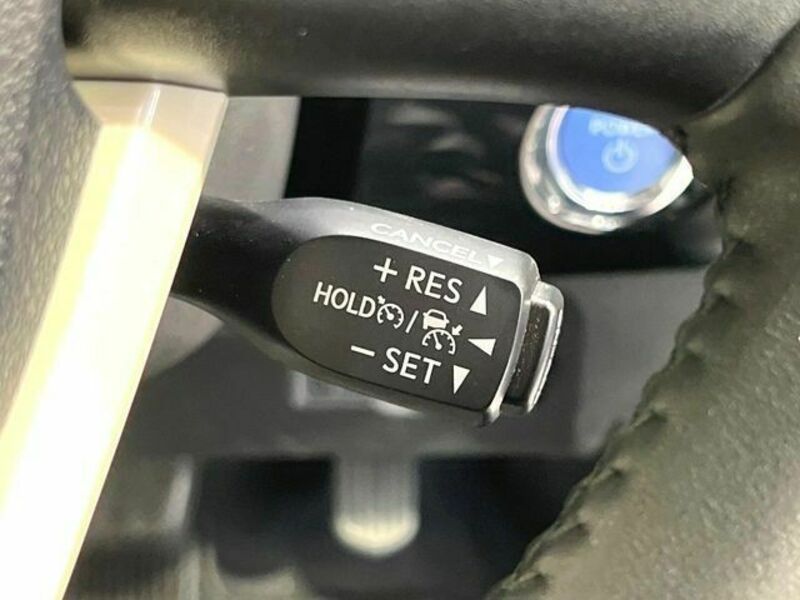 POWER
CANCEL▼
+ RES ▲
HOLD / ◀
− SET ▼